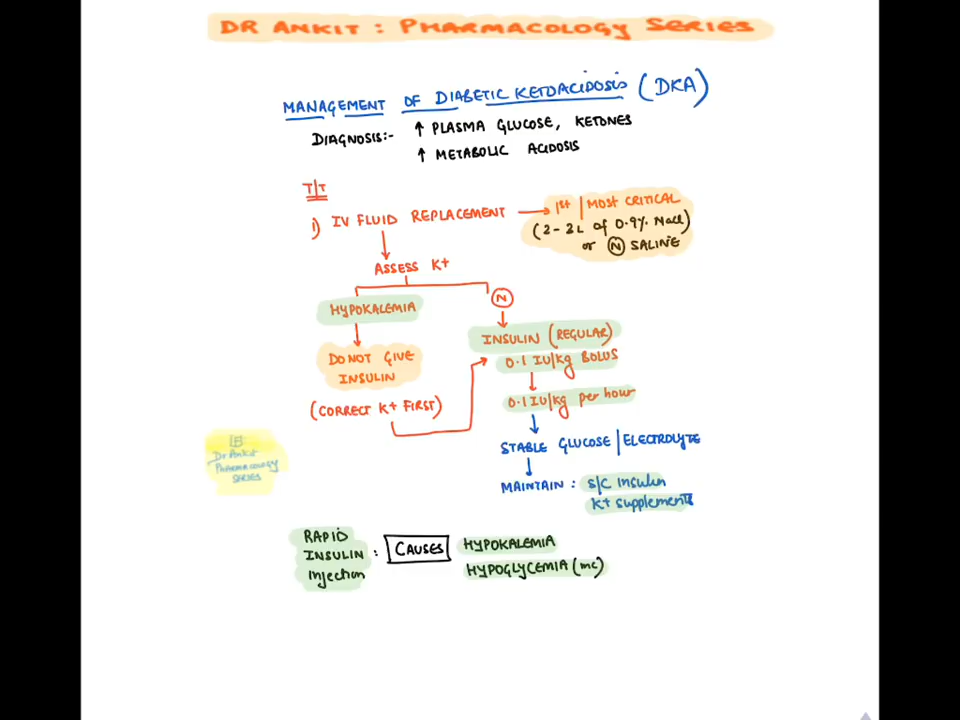 DR ANKIT : PHARMACOLOGY SERIES
MANAGEMENT OF DIABETIC KETOACIDOSIS (DKA)
DIAGNOSIS:- ↑ PLASMA GLUCOSE, KETONES
↑ METABOLIC ACIDOSIS
T/T
1) IV FLUID REPLACEMENT → 1st | MOST CRITICAL
(2-3L of 0.9% NaCl)
or (N) SALINE
ASSESS K+
HYPOKALEMIA
(N)
DO NOT GIVE
INSULIN
(CORRECT K+ FIRST)
INSULIN (REGULAR)
0.1 IU/kg BOLUS
0.1 IU/kg per hour
STABLE GLUCOSE | ELECTROLYTE
MAINTAIN : s/c insulin
K+ supplements
Dr Ankit
PHARMACOLOGY
SERIES
RAPID
INSULIN : CAUSES
Injection
HYPOKALEMIA
HYPOGLYCEMIA (mc)